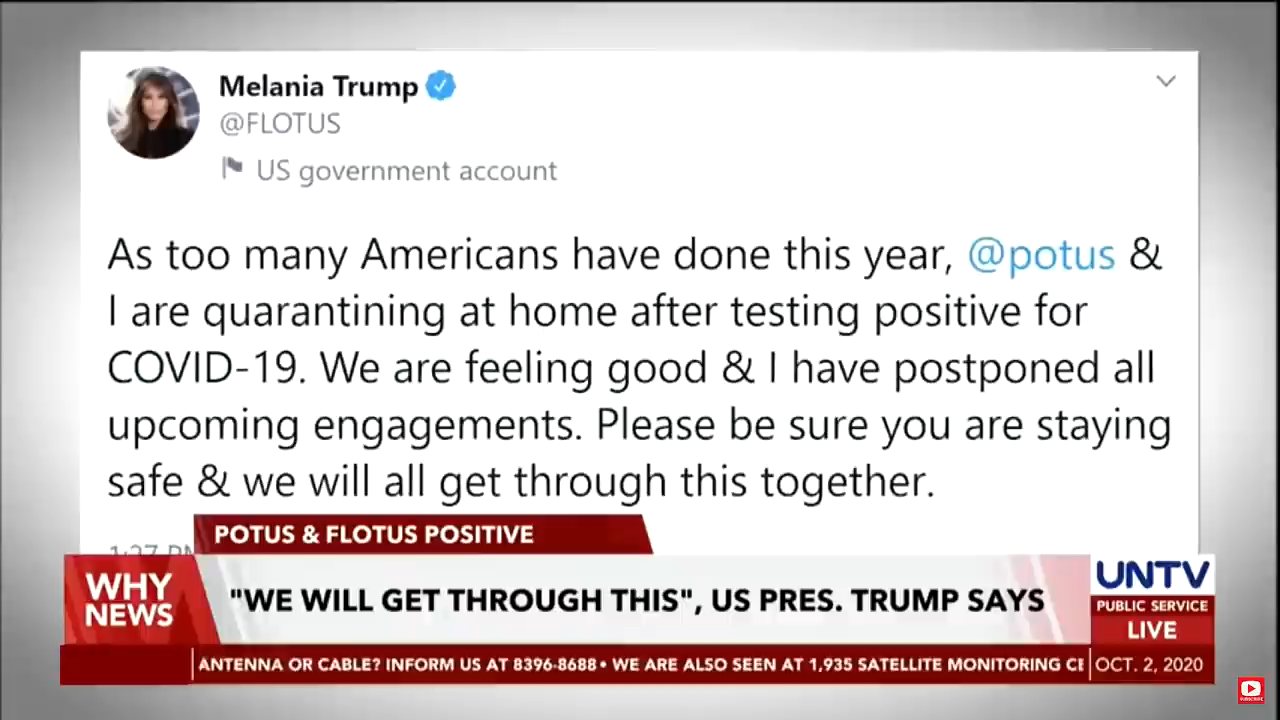 Melania Trump
@FLOTUS
US government account
As too many Americans have done this year, @potus &
I are quarantining at home after testing positive for
COVID-19. We are feeling good & I have postponed all
upcoming engagements. Please be sure you are staying
safe & we will all get through this together.
POTUS & FLOTUS POSITIVE
WHY
NEWS
"WE WILL GET THROUGH THIS", US PRES. TRUMP SAYS
UNTV
PUBLIC SERVICE
LIVE
ANTENNA OR CABLE? INFORM US AT 8396-8688• WE ARE ALSO SEEN AT 1,935 SATELLITE MONITORING
OCT. 2, 2020
SUBSCRIBE